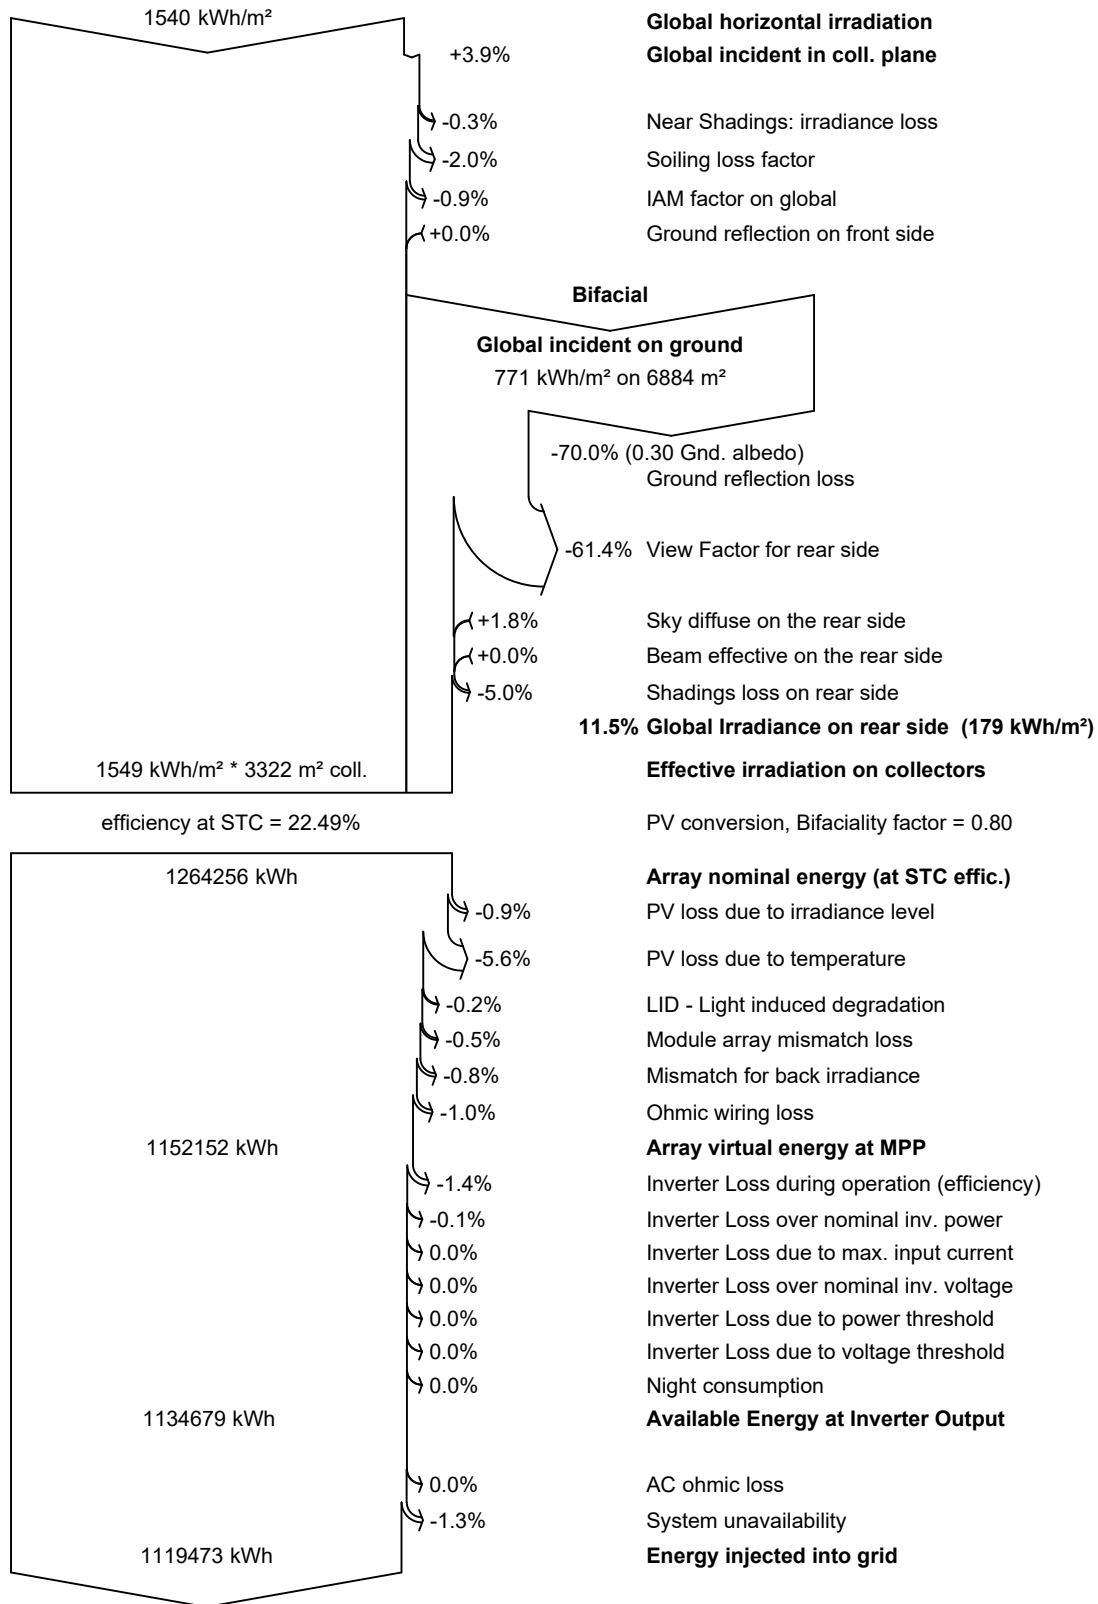 1540 kWh/m² Global horizontal irradiation
+3.9% Global incident in coll. plane
-0.3% Near Shadings: irradiance loss
-2.0% Soiling loss factor
-0.9% IAM factor on global
+0.0% Ground reflection on front side
Bifacial
Global incident on ground
771 kWh/m² on 6884 m²
-70.0% (0.30 Gnd. albedo)
Ground reflection loss
-61.4% View Factor for rear side
+1.8% Sky diffuse on the rear side
+0.0% Beam effective on the rear side
-5.0% Shadings loss on rear side
11.5% Global Irradiance on rear side (179 kWh/m²)
1549 kWh/m² * 3322 m² coll. Effective irradiation on collectors
efficiency at STC = 22.49% PV conversion, Bifaciality factor = 0.80
1264256 kWh Array nominal energy (at STC effic.)
-0.9% PV loss due to irradiance level
-5.6% PV loss due to temperature
-0.2% LID - Light induced degradation
-0.5% Module array mismatch loss
-0.8% Mismatch for back irradiance
-1.0% Ohmic wiring loss
1152152 kWh Array virtual energy at MPP
-1.4% Inverter Loss during operation (efficiency)
-0.1% Inverter Loss over nominal inv. power
0.0% Inverter Loss due to max. input current
0.0% Inverter Loss over nominal inv. voltage
0.0% Inverter Loss due to power threshold
0.0% Inverter Loss due to voltage threshold
0.0% Night consumption
1134679 kWh Available Energy at Inverter Output
0.0% AC ohmic loss
-1.3% System unavailability
1119473 kWh Energy injected into grid